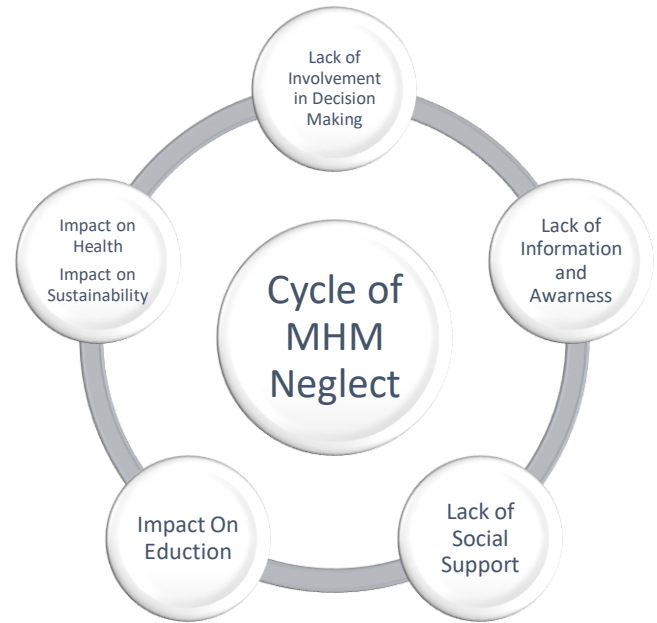 Lack of
Involvement
in Decision
Making
Lack of
Information
and
Awarness
Lack of
Social
Support
Impact On
Eduction
Impact on
Health
Impact on
Sustainability
Cycle of
MHM
Neglect